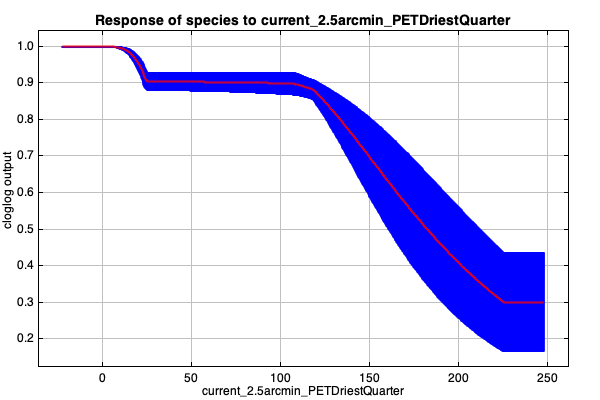 Response of species to current_2.5arcmin_PETDriestQuarter
1.0
0.9
0.8
0.7
0.6
0.5
0.4
0.3
0.2
cloglog output
0 50 100 150 200 250
current_2.5arcmin_PETDriestQuarter